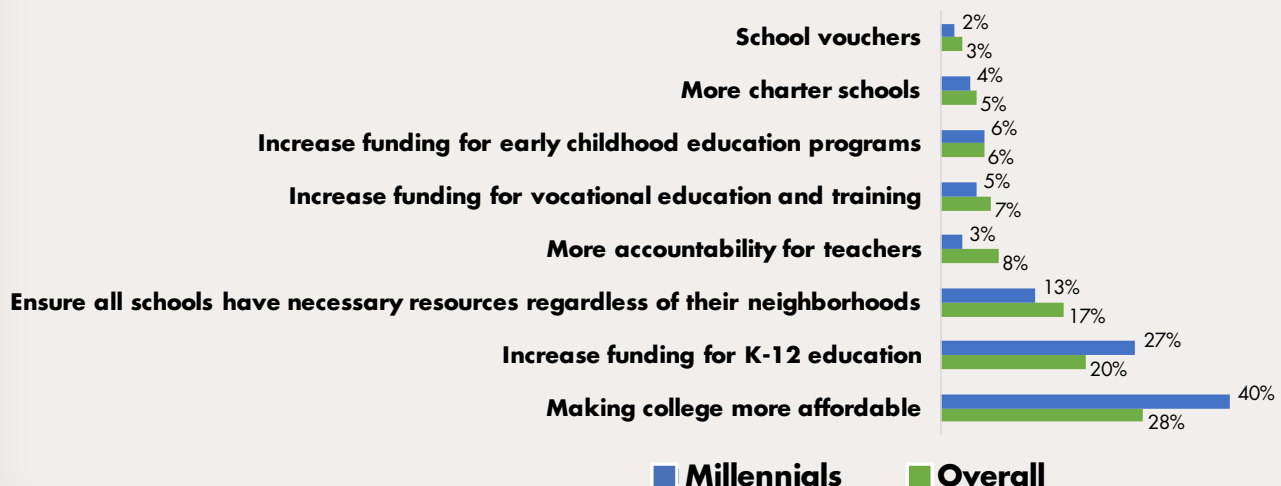 School vouchers
2%
3%
More charter schools
4%
5%
Increase funding for early childhood education programs
6%
6%
Increase funding for vocational education and training
5%
7%
More accountability for teachers
3%
8%
Ensure all schools have necessary resources regardless of their neighborhoods
13%
17%
Increase funding for K-12 education
27%
20%
Making college more affordable
40%
28%
Millennials
Overall